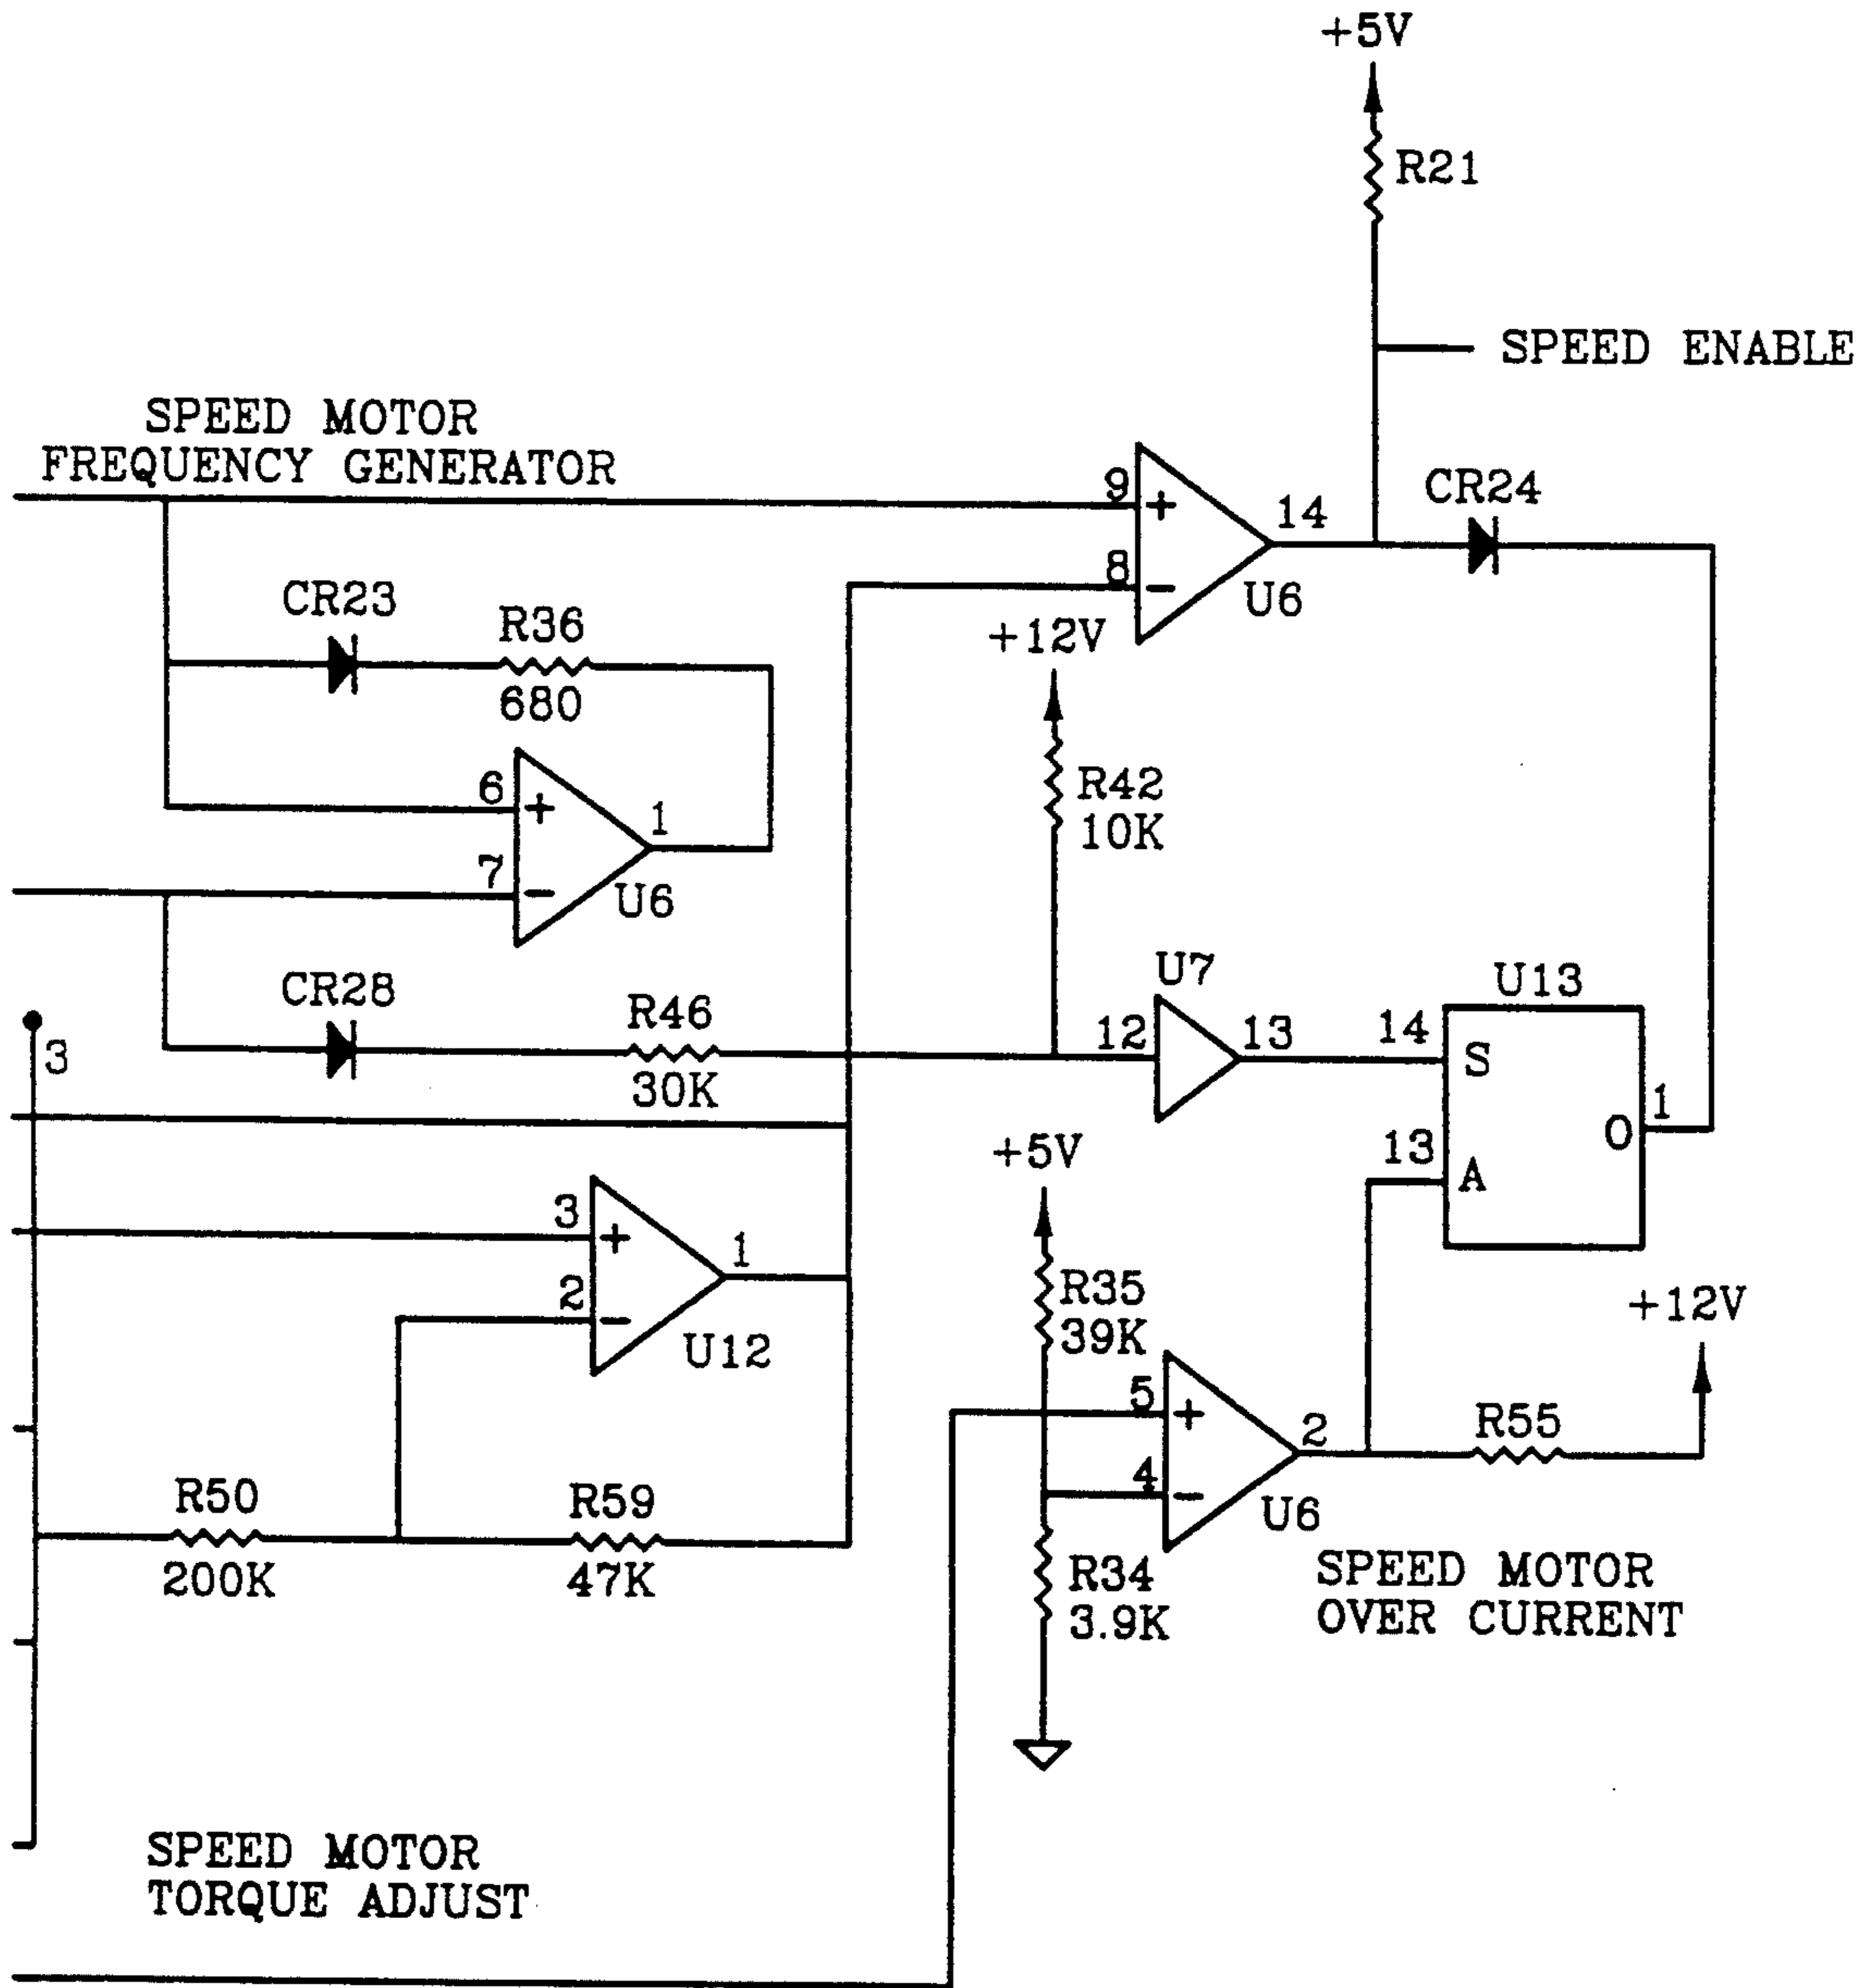 +5V
R21
SPEED ENABLE
SPEED MOTOR
FREQUENCY GENERATOR
9
+
14
CR24
8
−
U6
CR23
R36
680
+12V
R42
10K
6
+
1
7
−
U6
CR28
R46
30K
3
U7
12
13
U13
14
S
13
A
O
1
+5V
3
+
1
2
−
U12
R35
39K
+12V
5
+
2
R55
4
−
U6
R50
200K
R59
47K
R34
3.9K
SPEED MOTOR
OVER CURRENT
SPEED MOTOR
TORQUE ADJUST